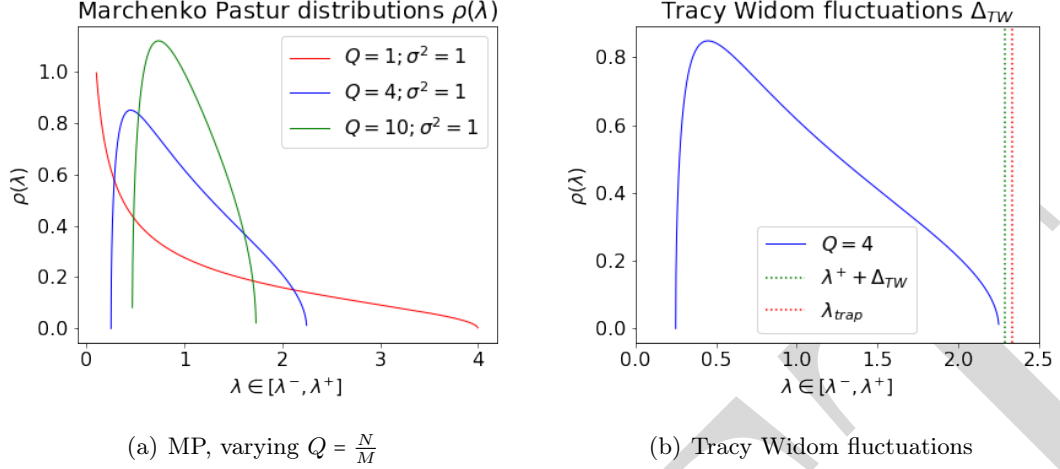 Marchenko Pastur distributions ρ(λ)
Q = 1; σ² = 1
Q = 4; σ² = 1
Q = 10; σ² = 1
ρ(λ)
1.0
0.8
0.6
0.4
0.2
0.0
0 1 2 3 4
λ ∈ [λ⁻, λ⁺]
(a) MP, varying Q = N/M
Tracy Widom fluctuations Δ_TW
ρ(λ)
0.8
0.6
0.4
0.2
0.0
Q = 4
λ⁺ + Δ_TW
λ_trap
0.0 0.5 1.0 1.5 2.0 2.5
λ ∈ [λ⁻, λ⁺]
(b) Tracy Widom fluctuations